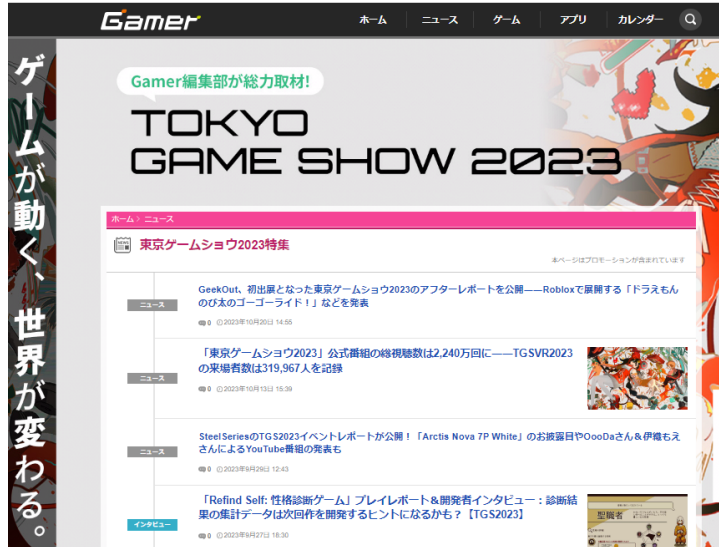 Gamer
ホーム ニュース ゲーム アプリ カレンダー
ゲームが動く、世界が変わる。
Gamer編集部が総力取材!
TOKYO
GAME SHOW 2023
ホーム > ニュース
NEWS
東京ゲームショウ2023特集
本ページはプロモーションが含まれています
ニュース
GeekOut、初出展となった東京ゲームショウ2023のアフターレポートを公開――Robloxで展開する「ドラえもん
のび太のゴーゴーライド!」などを発表
0 2023年10月20日 14:55
ニュース
「東京ゲームショウ2023」公式番組の総視聴数は2,240万回に――TGSVR2023
の来場者数は319,967人を記録
0 2023年10月13日 15:39
ニュース
SteelSeriesのTGS2023イベントレポートが公開!「Arctis Nova 7P White」のお披露目やOooDaさん&伊織もえ
さんによるYouTube番組の発表も
0 2023年9月29日 12:43
インタビュー
「Refind Self: 性格診断ゲーム」プレイレポート&開発者インタビュー:診断結
果の集計データは次回作を開発するヒントになるかも?【TGS2023】
0 2023年9月27日 18:30
聖職者